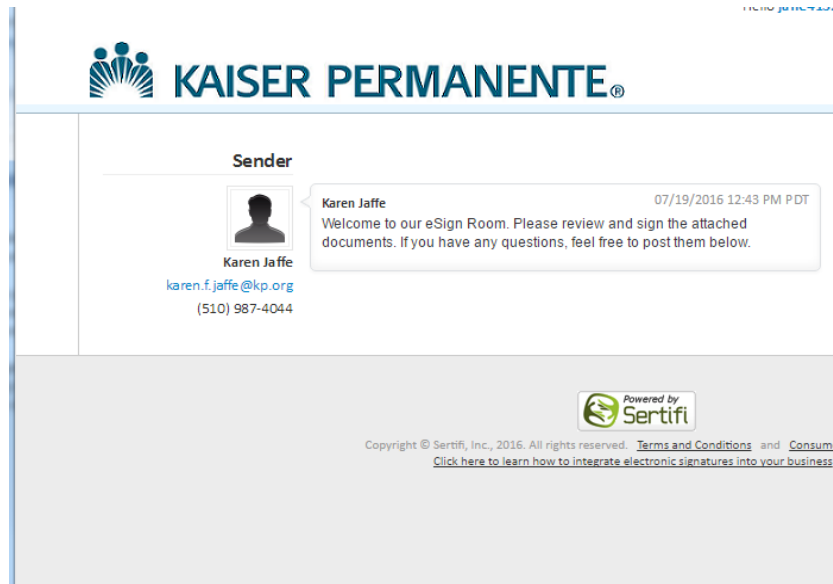 KAISER PERMANENTE®
Sender
Karen Jaffe
07/19/2016 12:43 PM PDT
Welcome to our eSign Room. Please review and sign the attached
documents. If you have any questions, feel free to post them below.
Karen Jaffe
karen.f.jaffe@kp.org
(510) 987-4044
Powered by
Sertifi
Copyright © Sertifi, Inc., 2016. All rights reserved. Terms and Conditions and Consum
Click here to learn how to integrate electronic signatures into your business